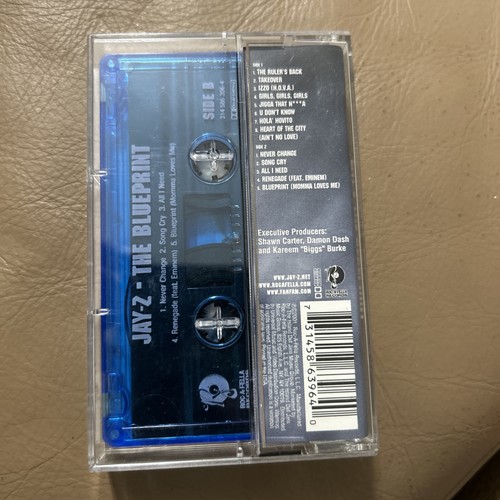 SIDE 1
1. THE RULER'S BACK
2. TAKEOVER
3. IZZO (H.O.V.A.)
4. GIRLS, GIRLS, GIRLS
5. JIGGA THAT N***A
6. U DON'T KNOW
7. HOLA' HOVITO
8. HEART OF THE CITY
(AIN'T NO LOVE)
SIDE 2
1. NEVER CHANGE
2. SONG CRY
3. ALL I NEED
4. RENEGADE (FEAT. EMINEM)
5. BLUEPRINT (MOMMA LOVES ME)
Executive Producers:
Shawn Carter, Damon Dash
and Kareem "Biggs" Burke
WWW.JAY-Z.NET
WWW.ROCAFELLA.COM
7 31458 63964 0
JAY-Z - THE BLUEPRINT
1. Never Change 2. Song Cry 3. All I Need
4. Renegade (feat. Eminem) 5. Blueprint (Momma Loves Me)
SIDE B
ROC-A-FELLA
RECORDS